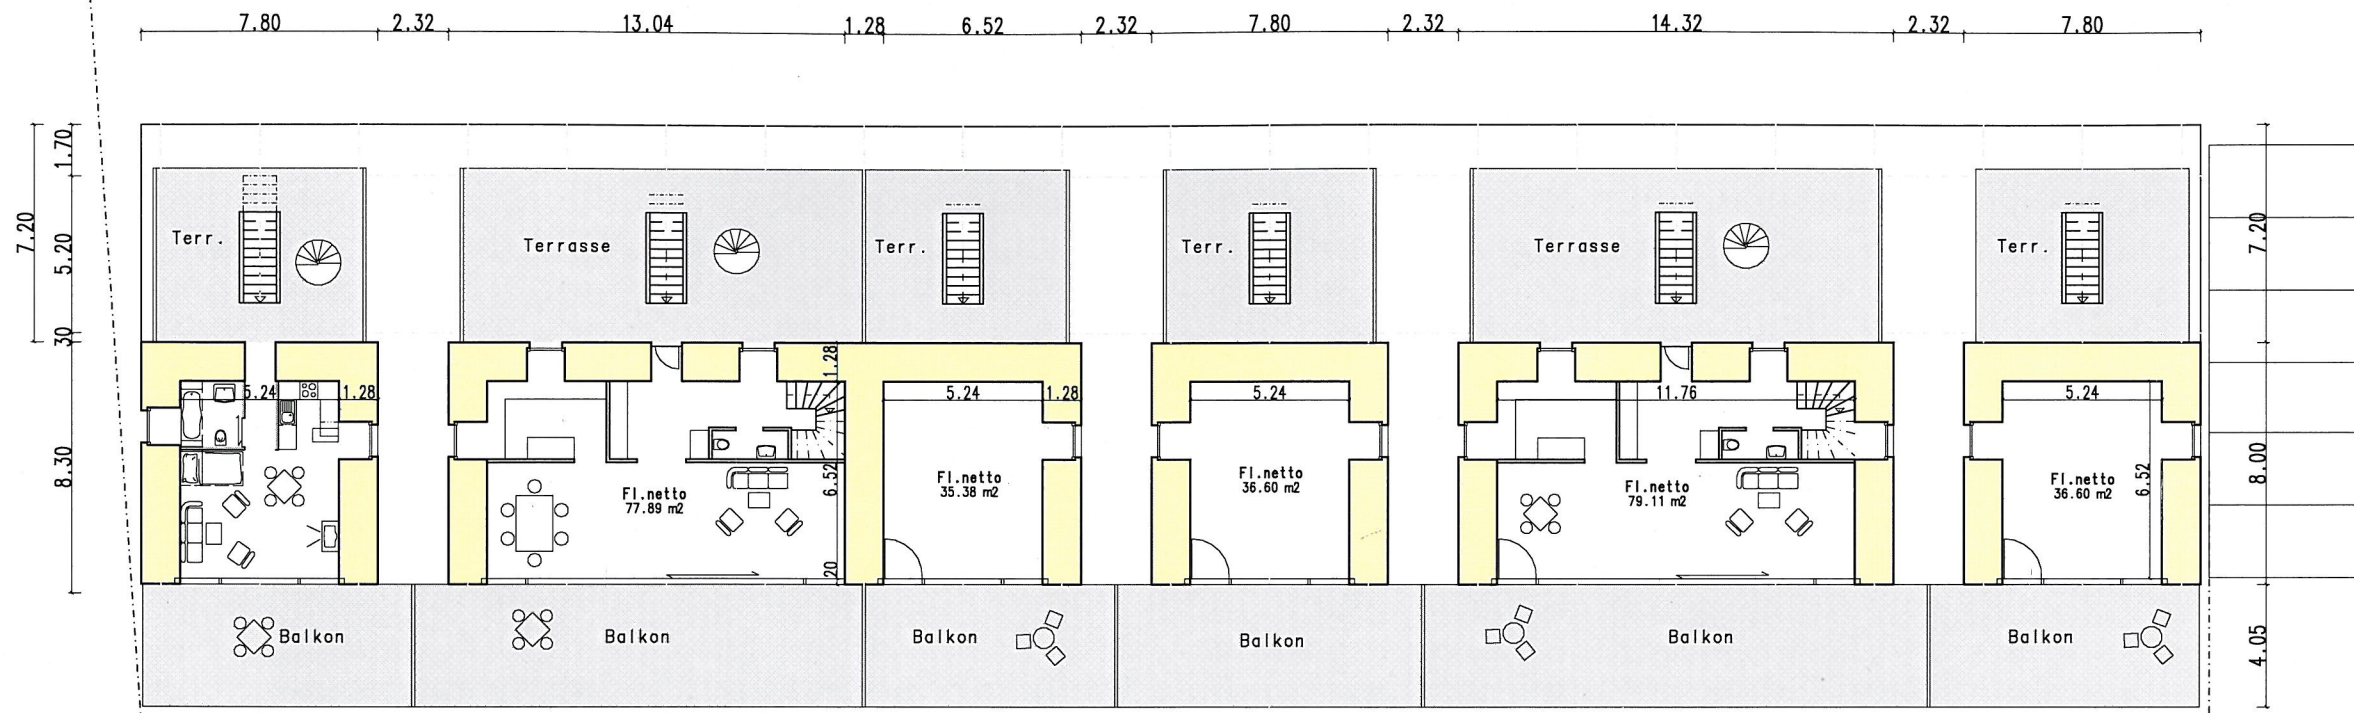 7.80 2.32 13.04 1.28 6.52 2.32 7.80 2.32 14.32 2.32 7.80
1.70
7.20
5.20
30
8.30
7.20
8.00
4.05
Terr.
Terrasse
Terr.
Terr.
Terrasse
Terr.
5.24 1.28
1.28
5.24 1.28
5.24
11.76
5.24
Fl.netto
77.89 m2
6.52
20
Fl.netto
35.38 m2
Fl.netto
36.60 m2
Fl.netto
79.11 m2
Fl.netto
36.60 m2
6.52
Balkon
Balkon
Balkon
Balkon
Balkon
Balkon